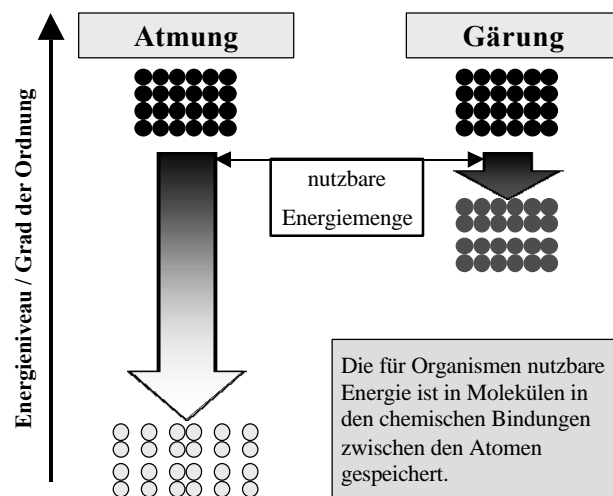 Atmung
Gärung
Energieniveau / Grad der Ordnung
nutzbare
Energiemenge
Die für Organismen nutzbare
Energie ist in Molekülen in
den chemischen Bindungen
zwischen den Atomen
gespeichert.